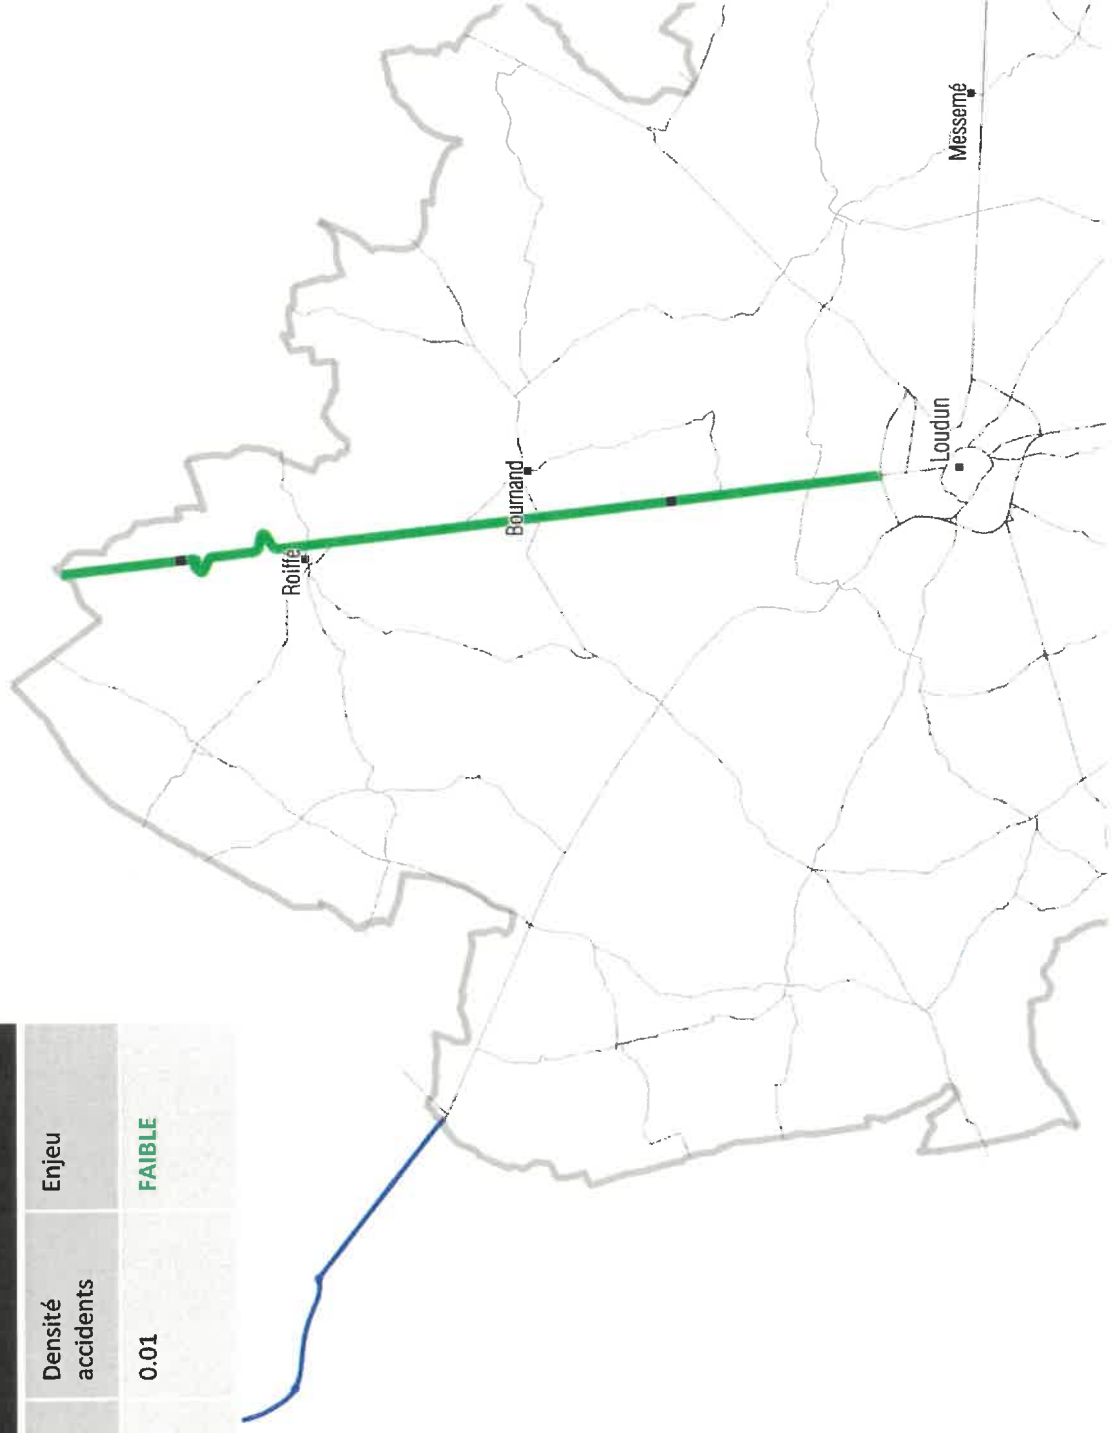 Densité
accidents
Enjeu
0.01
FAIBLE
Roiffé
Bournand
Loudun
Messemé